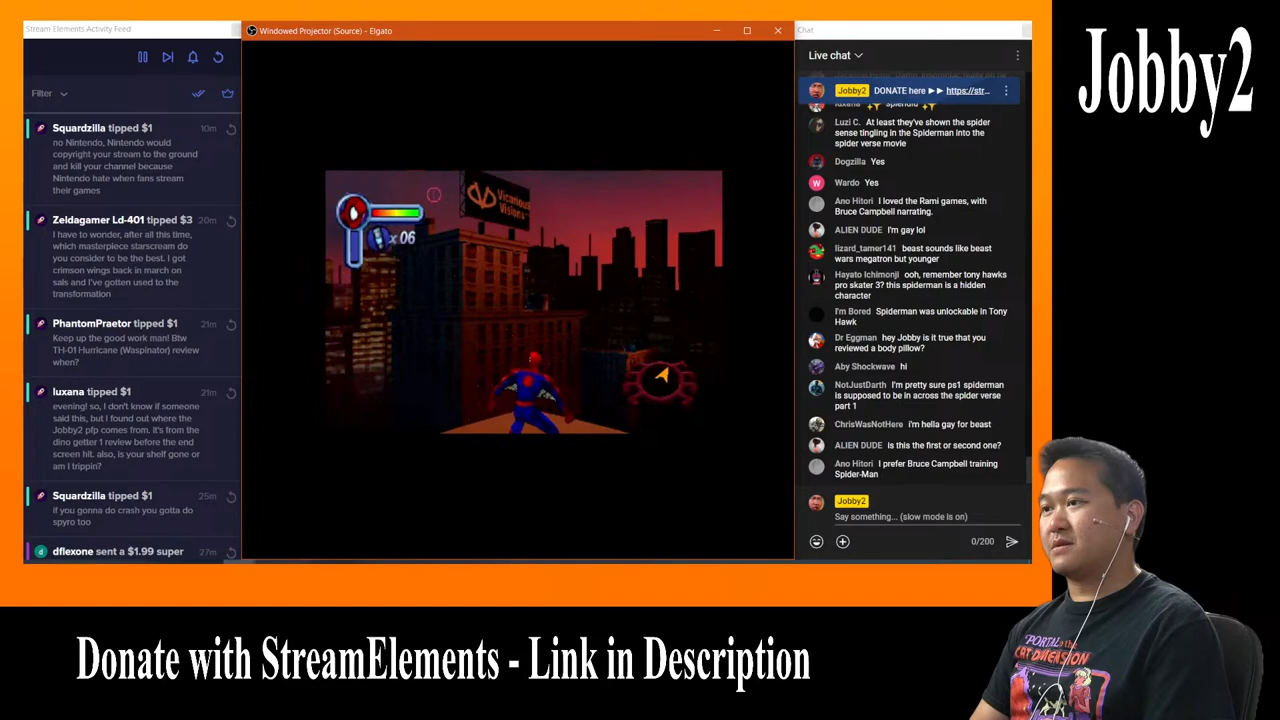 Stream Elements Activity Feed
Filter
Squardzilla tipped $1
10m
no Nintendo, Nintendo would
copyright your stream to the ground
and kill your channel because
Nintendo hate when fans stream
their games
Zeldagamer Ld-401 tipped $3
20m
I have to wonder, after all this time,
which masterpiece starscream do
you consider to be the best. I got
crimson wings back in march on
sals and I've gotten used to the
transformation
PhantomPraetor tipped $1
21m
Keep up the good work man! Btw
TH-01 Hurricane (Waspinator) review
when?
luxana tipped $1
21m
evening! so, I don't know if someone
said this, but I found out where the
Jobby2 pfp comes from. It's from the
dino getter 1 review before the end
screen hit. also, is your shelf gone or
am I trippin?
Squardzilla tipped $1
25m
if you gonna do crash you gotta do
spyro too
dflexone sent a $1.99 super
27m
Windowed Projector (Source) - Elgato
Vicarious
Visions
x 06
Chat
Live chat
Jobby2 DONATE here ►► https://str...
luxana ✨ splendid ✨
Luzi C. At least they've shown the spider
sense tingling in the Spiderman into the
spider verse movie
Dogzilla Yes
W Wardo Yes
Ano Hitori I loved the Rami games, with
Bruce Campbell narrating.
ALIEN DUDE I'm gay lol
lizard_tamer141 beast sounds like beast
wars megatron but younger
Hayato Ichimonji ooh, remember tony hawks
pro skater 3? this spiderman is a hidden
character
I'm Bored Spiderman was unlockable in Tony
Hawk
Dr Eggman hey Jobby is it true that you
reviewed a body pillow?
Aby Shockwave hi
NotJustDarth I'm pretty sure ps1 spiderman
is supposed to be in across the spider verse
part 1
ChrisWasNotHere i'm hella gay for beast
ALIEN DUDE is this the first or second one?
Ano Hitori I prefer Bruce Campbell training
Spider-Man
Jobby2
Say something... (slow mode is on)
0/200
Jobby2
PORTAL
to the
CAT DIMENSION
Donate with StreamElements - Link in Description